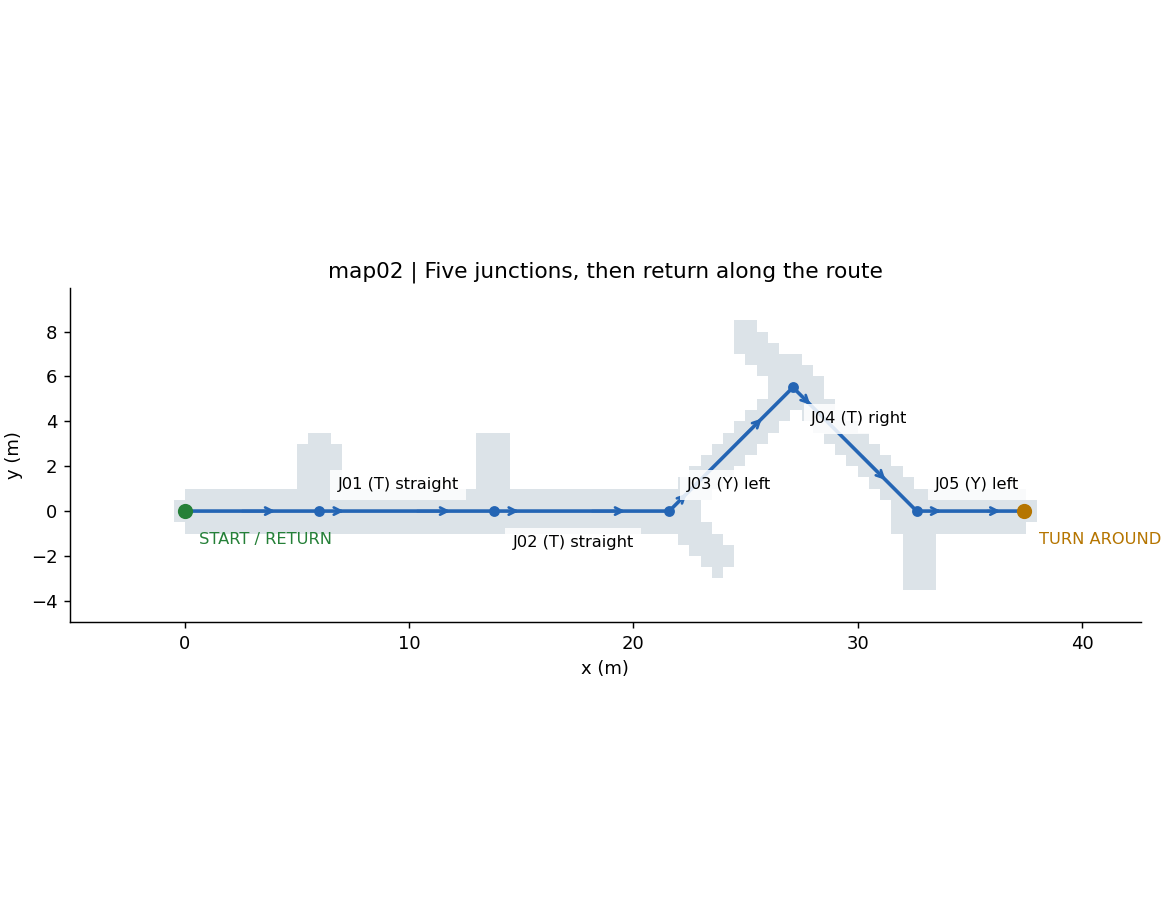 map02 | Five junctions, then return along the route
y (m)
8
6
4
2
0
−2
−4
J04 (T) right
J01 (T) straight
J03 (Y) left
J05 (Y) left
START / RETURN
J02 (T) straight
TURN AROUND
0
10
20
30
40
x (m)